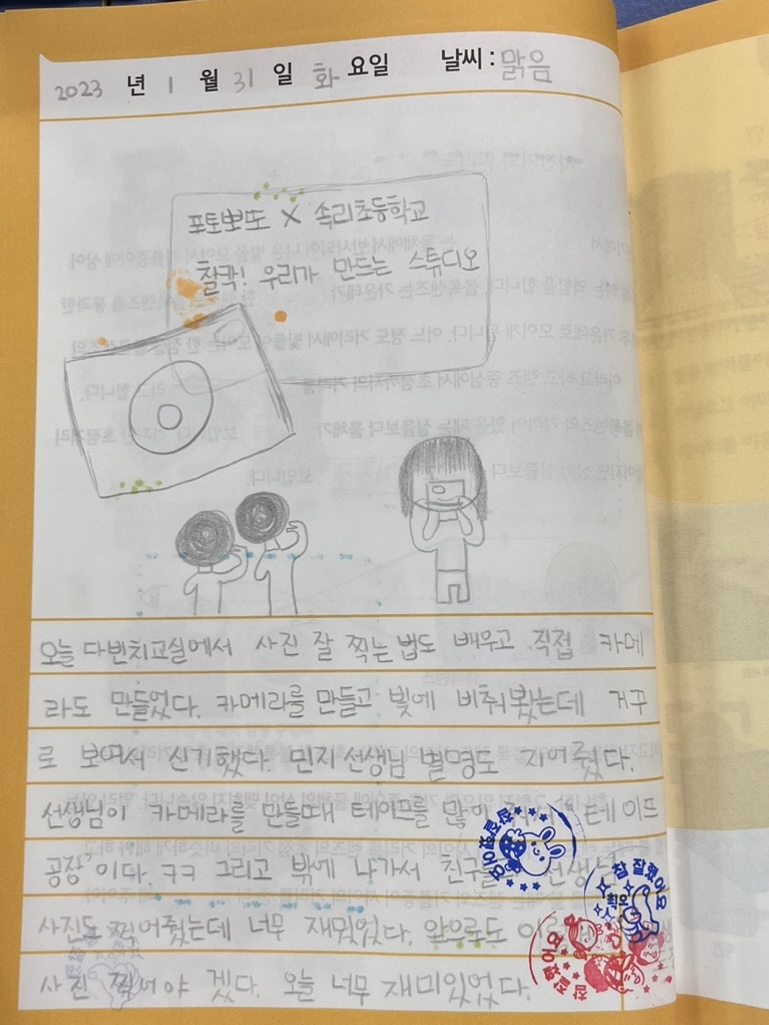 2023 년 1 월 31 일 화 요일 날씨 : 맑음
포토뽀또 X 속리초등학교
찰칵! 우리가 만드는 스튜디오
오늘 다빈치교실에서 사진 잘 찍는 법도 배우고 직접 카메
라도 만들었다. 카메라를 만들고 빛에 비춰봤는데 거꾸
로 보여서 신기했다. 민지선생님 별명도 지어줬다.
선생님이 카메라를 만들때 테이프를 많이 테이프
공장'이다. ㅋㅋ 그리고 밖에 나가서 친구들 선생님
사진도 찍어줬는데 너무 재밌었다. 앞으로도
사진 찍어야 겠다. 오늘 너무 재미있었다.
참 잘했어요
참 잘했어요